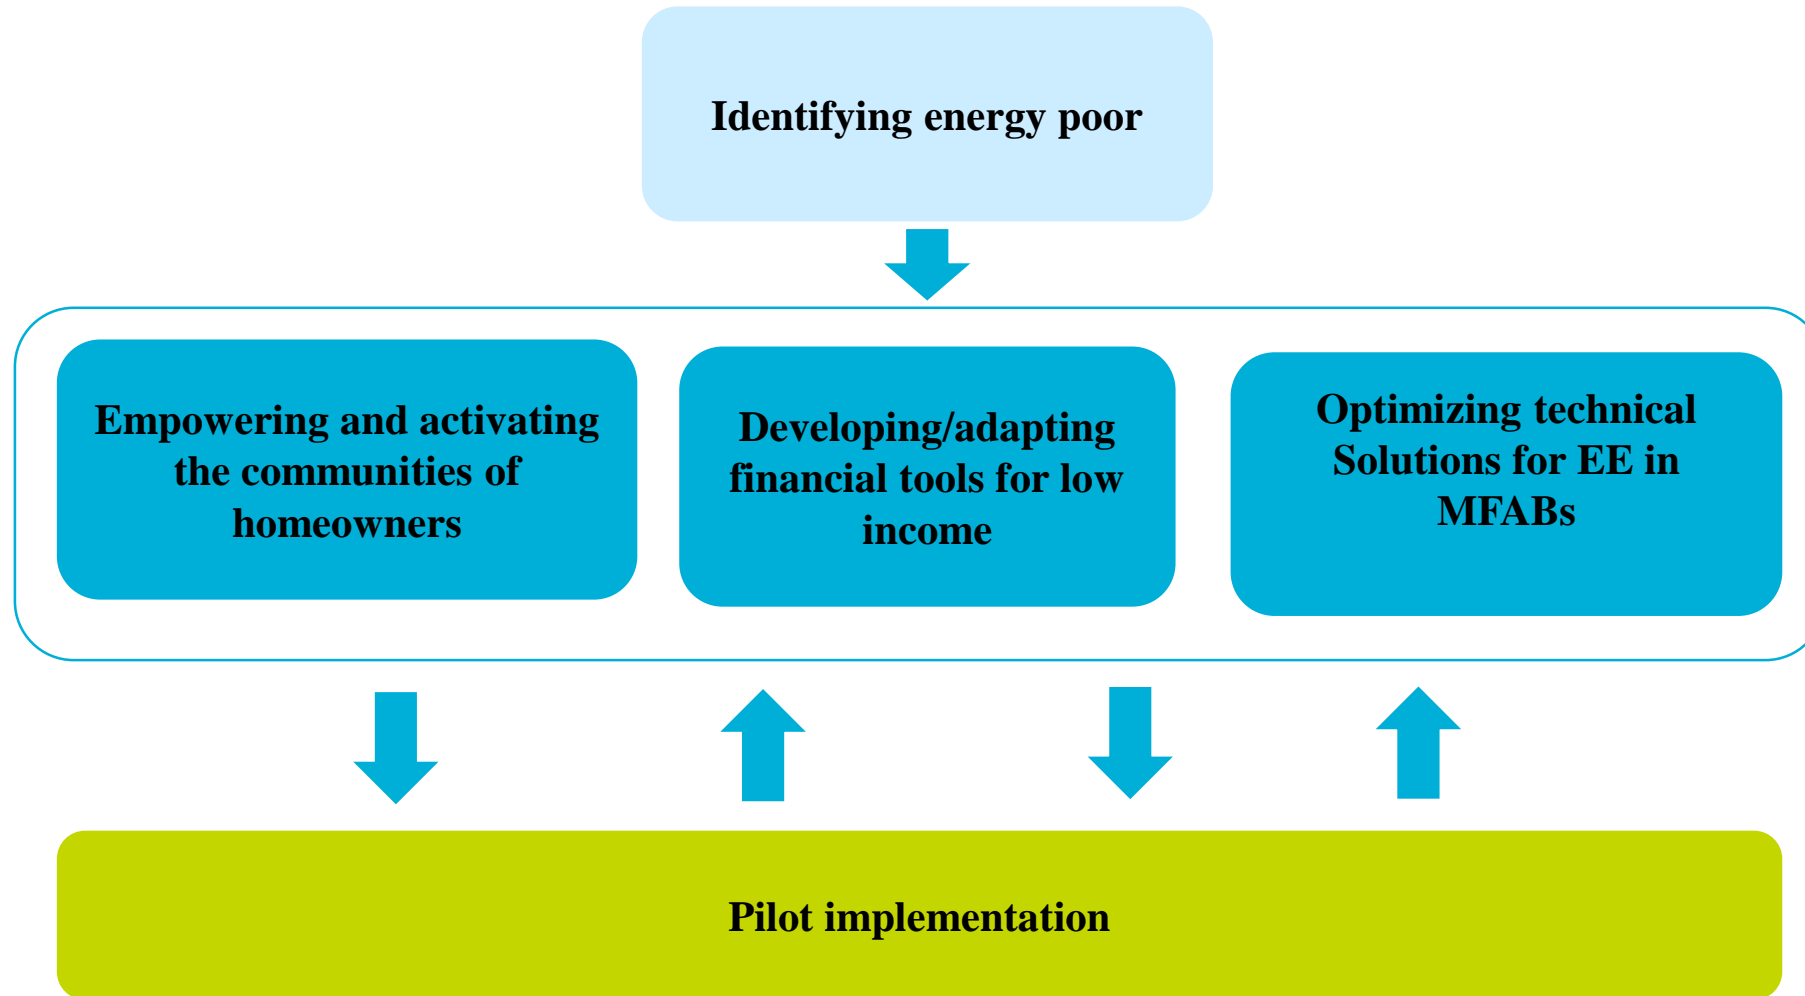 Identifying energy poor
Empowering and activating
the communities of
homeowners
Developing/adapting
financial tools for low
income
Optimizing technical
Solutions for EE in
MFABs
Pilot implementation